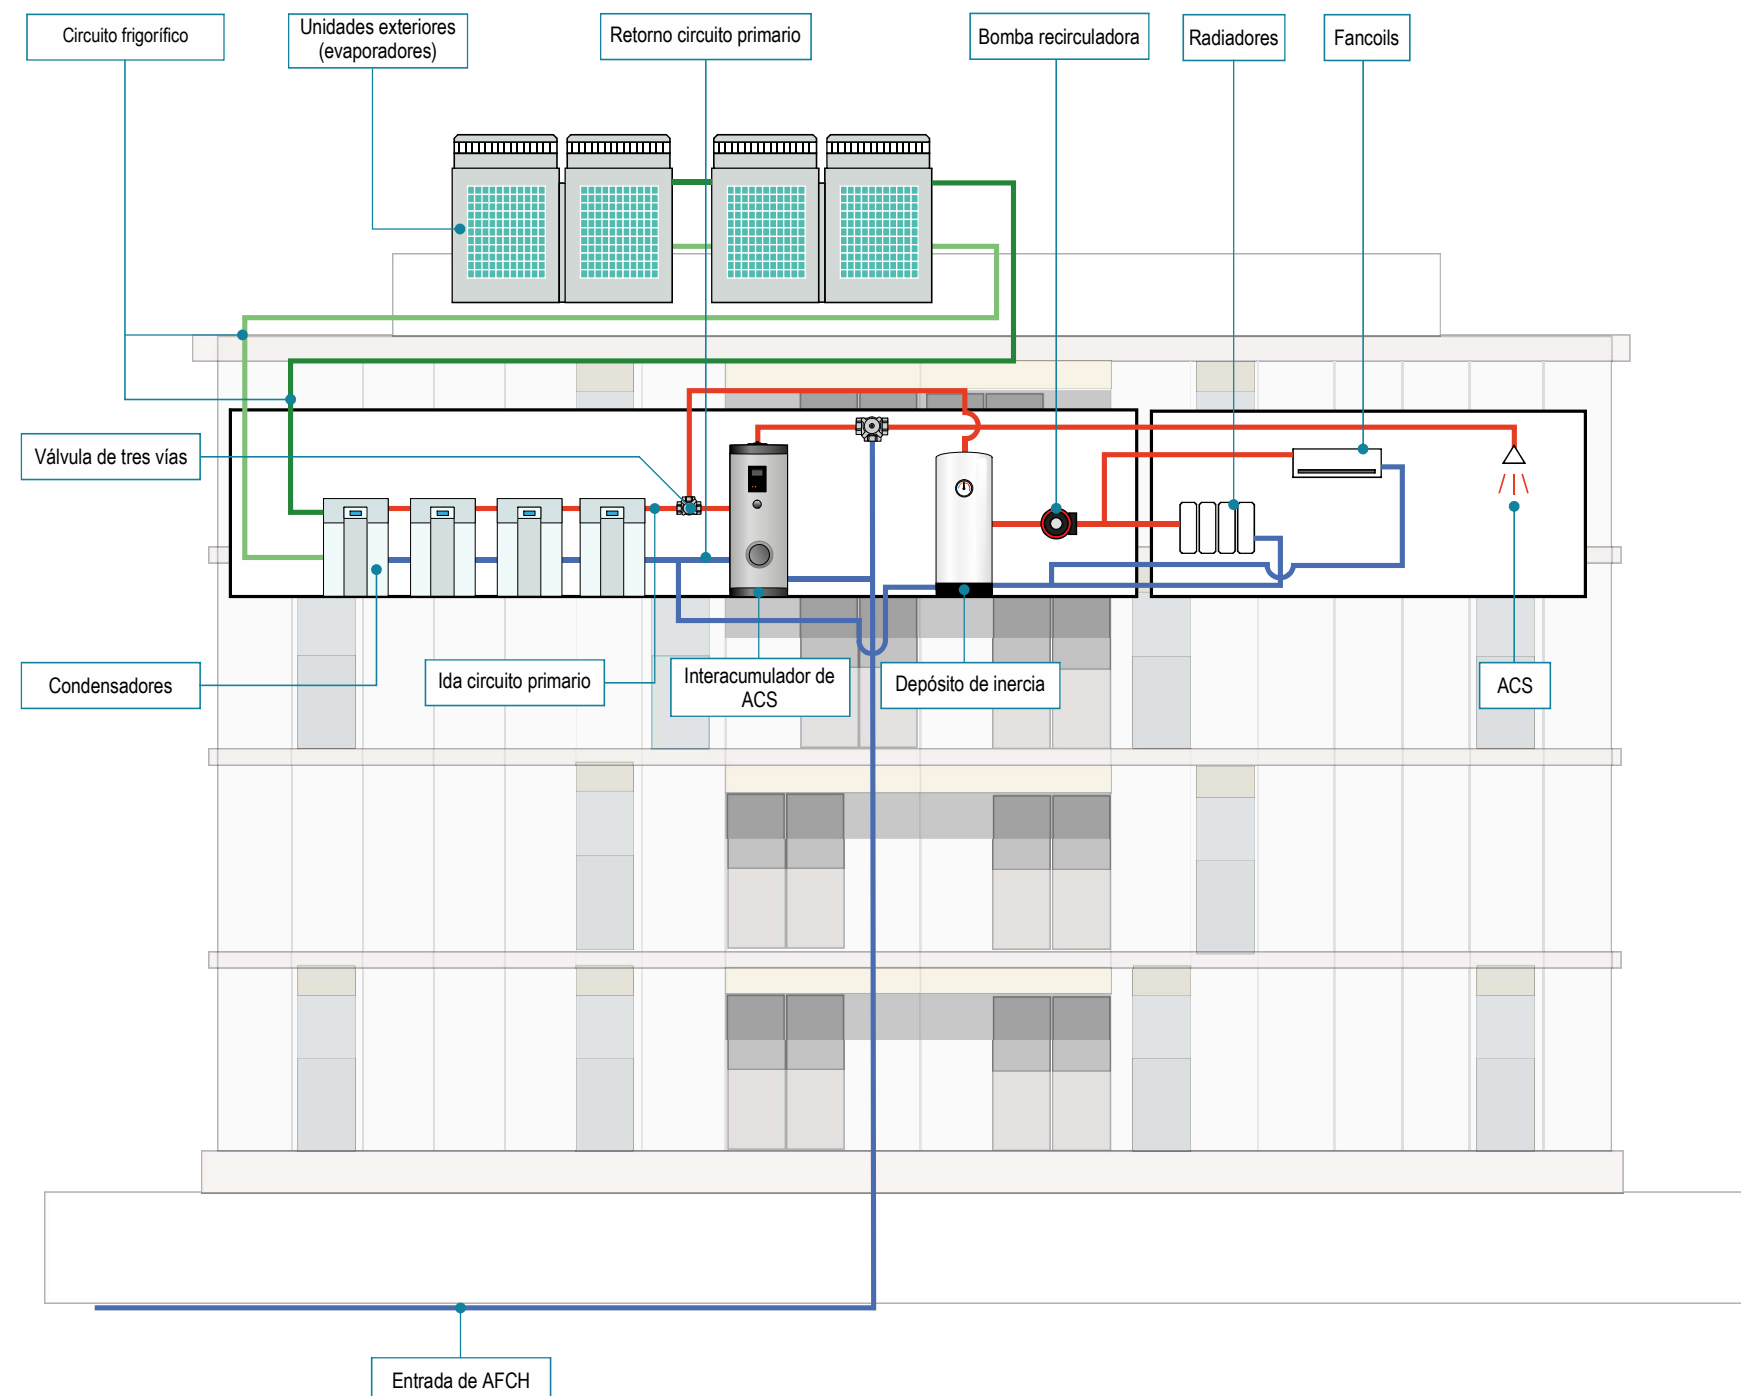 Circuito frigorífico
Unidades exteriores
(evaporadores)
Retorno circuito primario
Bomba recirculadora
Radiadores
Fancoils
Válvula de tres vías
Condensadores
Ida circuito primario
Interacumulador de
ACS
Depósito de inercia
ACS
Entrada de AFCH